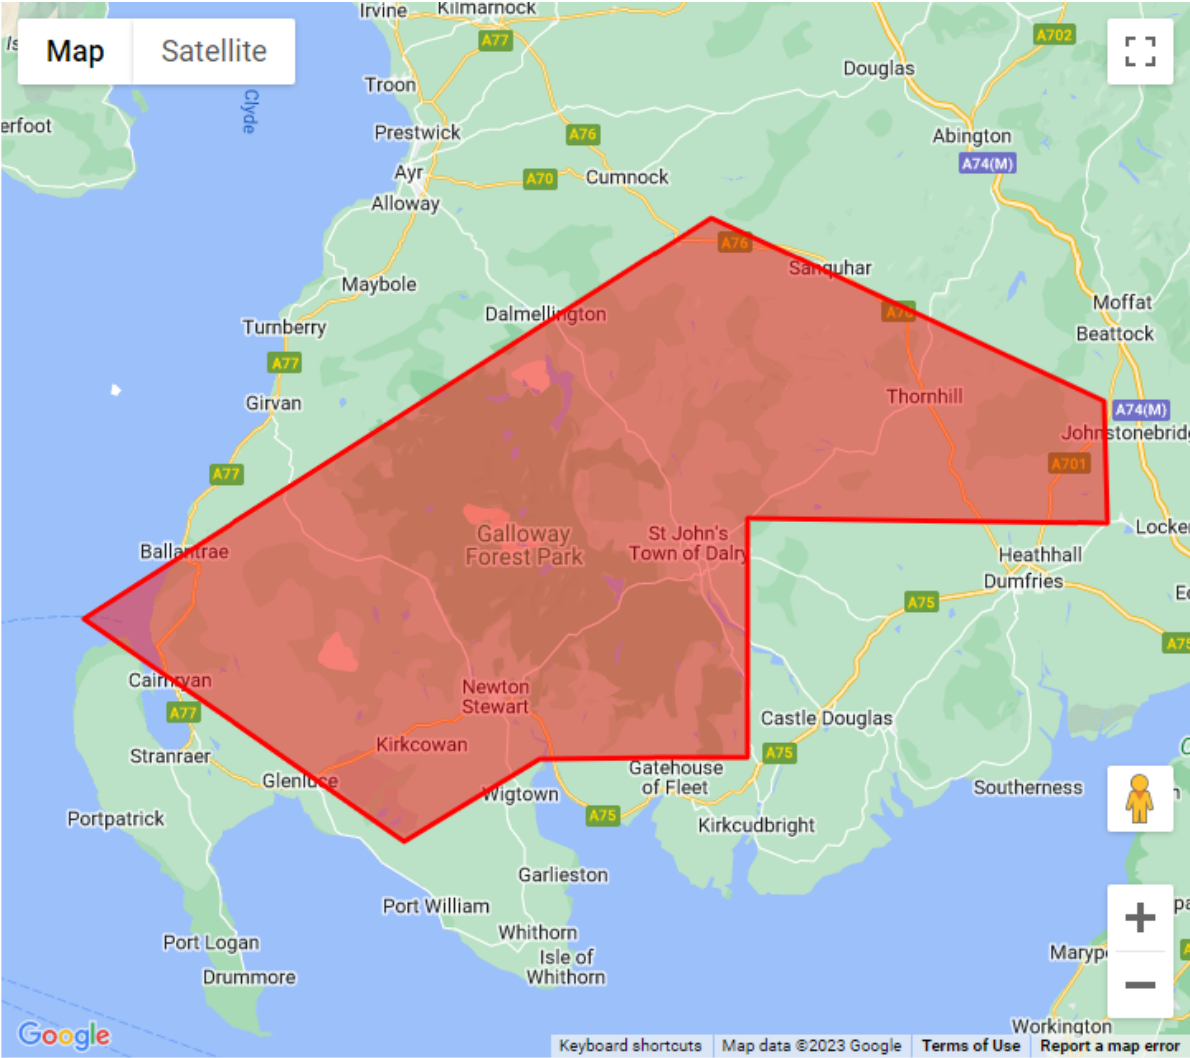 Irvine
Kilmarnock
A77
A702
Map
Satellite
Douglas
Troon
Clyde
erfoot
Prestwick
A76
Abington
A74(M)
Ayr
A70
Cumnock
Alloway
A76
Sanquhar
Maybole
Moffat
Dalmellington
Turnberry
Beattock
A77
Thornhill
Girvan
A74(M)
Johnstonebridg
A77
A701
Galloway
Forest Park
St John's
Town of Dalry
Locker
Ballantrae
Heathhall
Dumfries
A75
A75
Cairnryan
Newton
Stewart
A77
Castle Douglas
Kirkcowan
A75
Stranraer
Gatehouse
of Fleet
Glenluce
Wigtown
Southerness
A75
Portpatrick
Kirkcudbright
Garlieston
Port William
Whithorn
Port Logan
Isle of
Whithorn
Marypo
Drummore
Workington
Google
Keyboard shortcuts
Map data ©2023 Google
Terms of Use
Report a map error